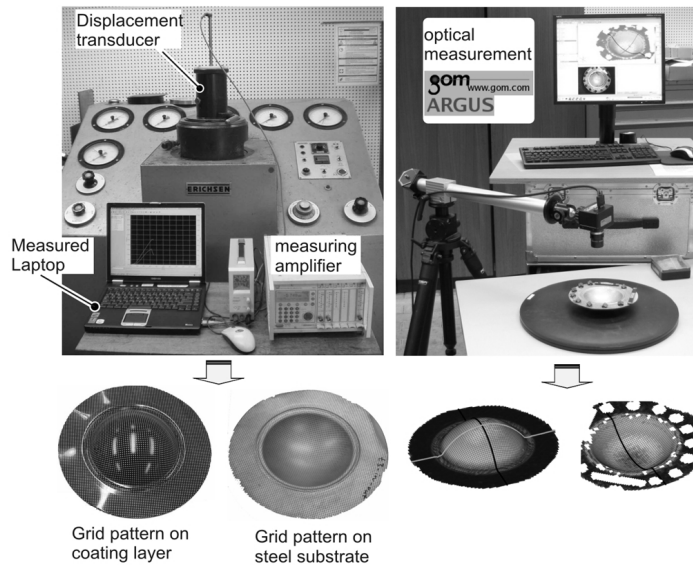 Displacement
transducer
optical
measurement
gom www.gom.com
ARGUS
ERICHSEN
Measured
Laptop
measuring
amplifier
Grid pattern on
coating layer
Grid pattern on
steel substrate